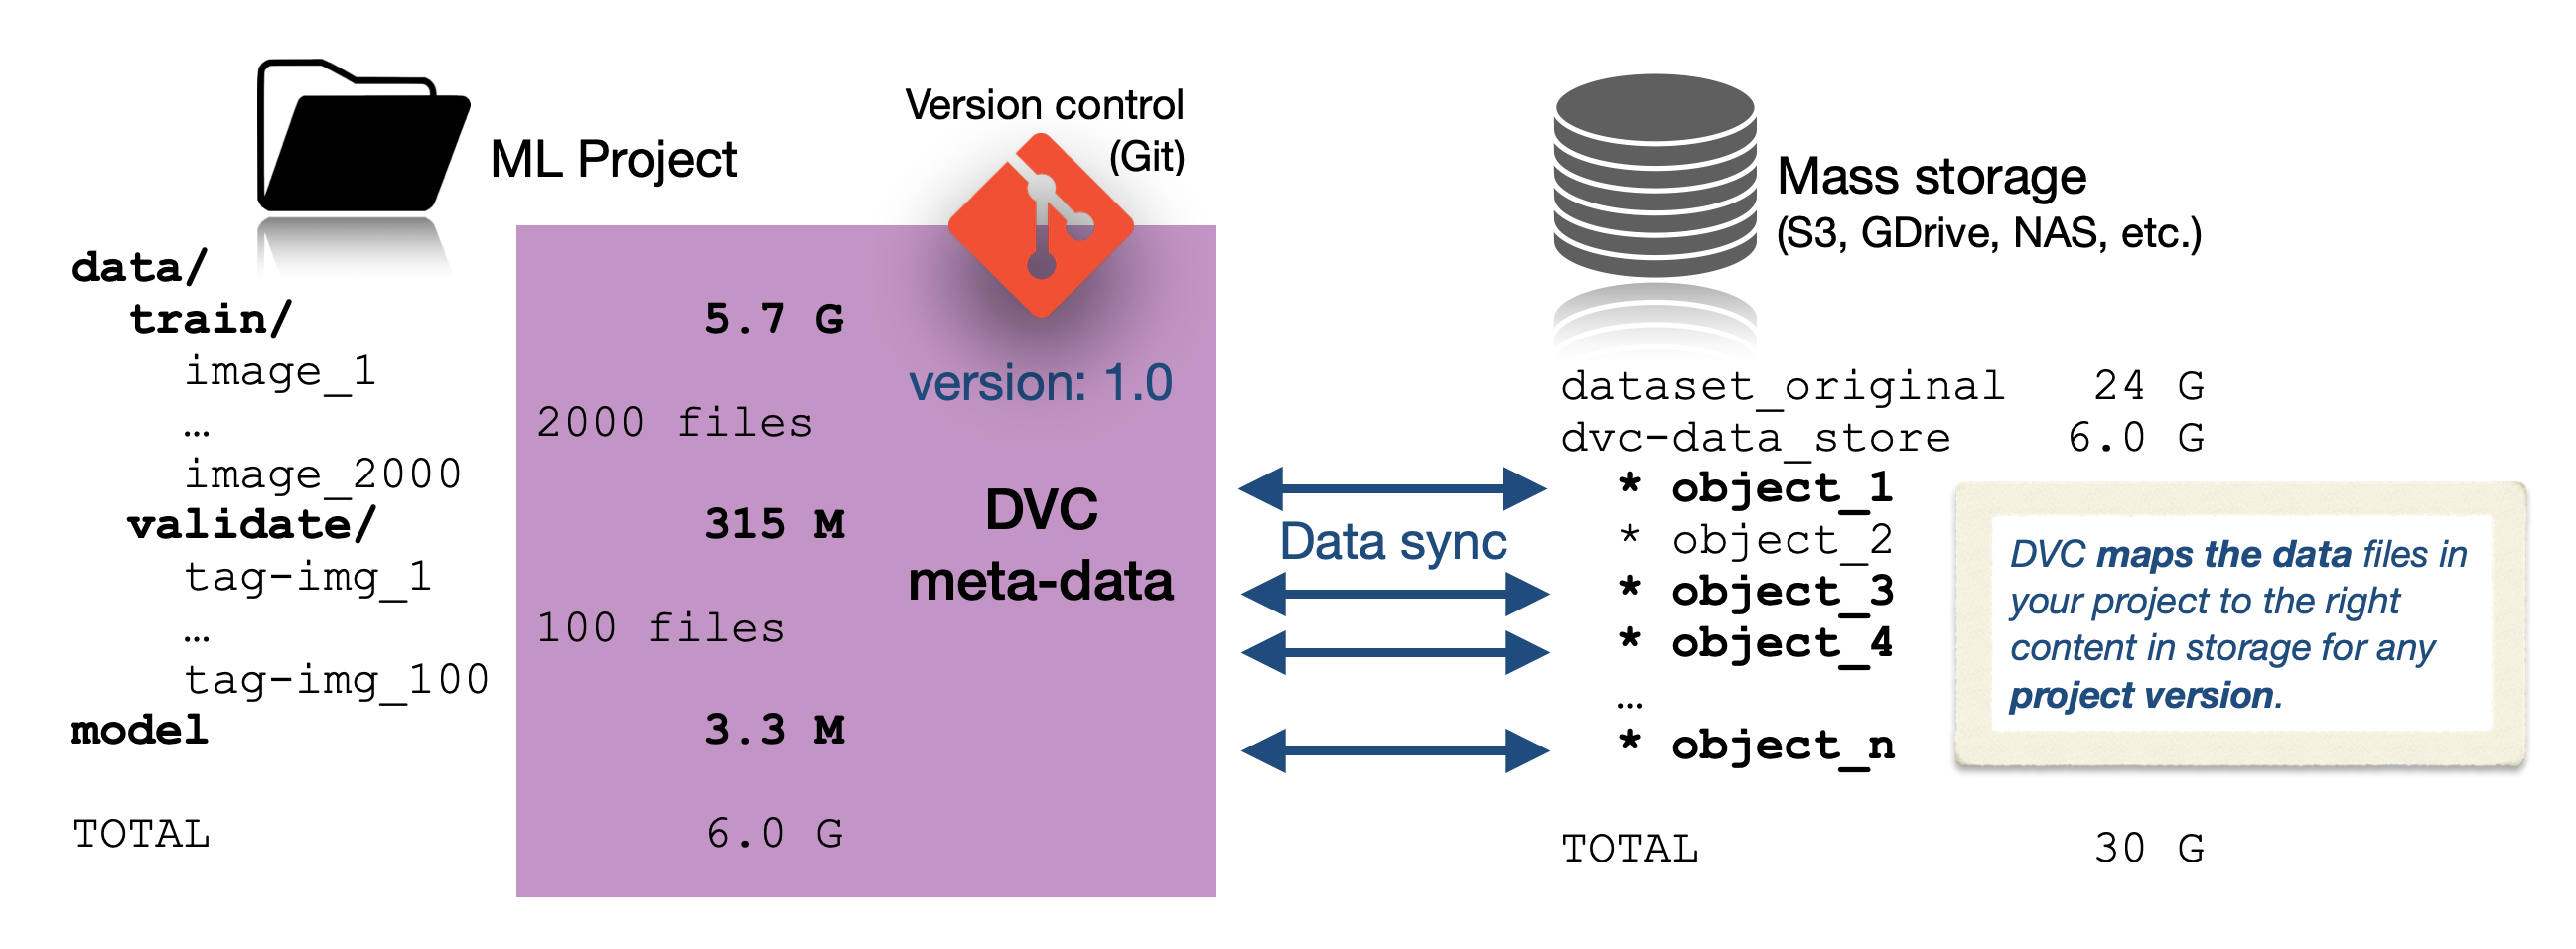 ML Project
Version control
(Git)
data/
train/ 5.7 G
image_1
version: 1.0
… 2000 files
image_2000
validate/ 315 M
DVC
meta-data
tag-img_1
… 100 files
tag-img_100
model 3.3 M
TOTAL 6.0 G
Data sync
Mass storage
(S3, GDrive, NAS, etc.)
dataset_original 24 G
dvc-data_store 6.0 G
* object_1
* object_2
* object_3
* object_4
…
* object_n
TOTAL 30 G
DVC maps the data files in
your project to the right
content in storage for any
project version.